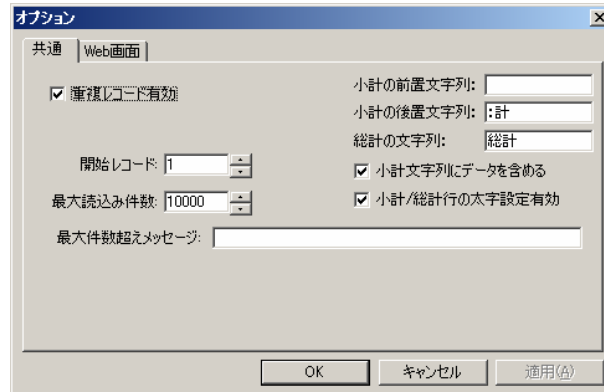 オプション
共通 Web画面
重複レコード有効
小計の前置文字列:
小計の後置文字列: :計
総計の文字列: 総計
開始レコード: 1
小計文字列にデータを含める
最大読込み件数: 10000
小計/総計行の太字設定有効
最大件数超えメッセージ:
OK キャンセル 適用(A)